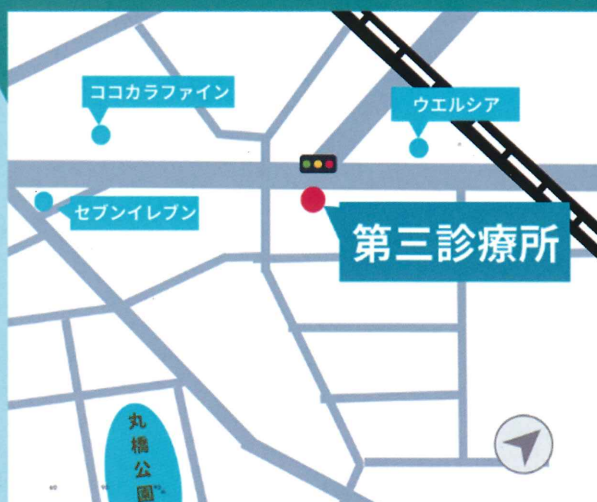 ココカラファイン
ウエルシア
セブンイレブン
第三診療所
丸橋公園